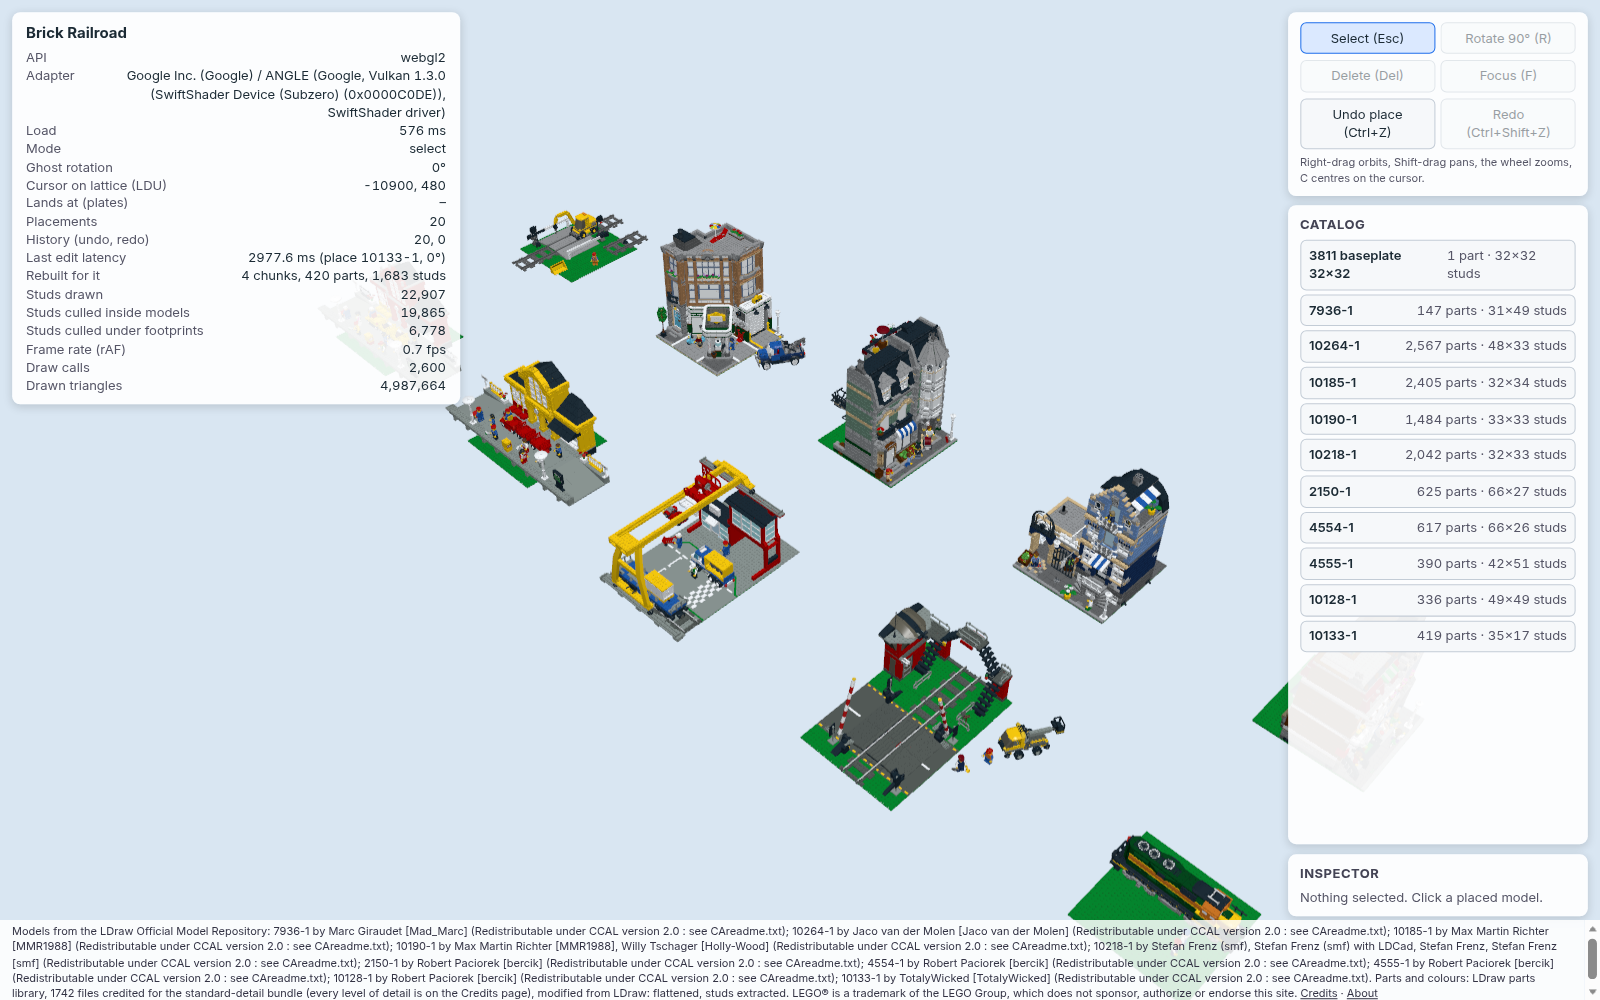 Brick Railroad
API webgl2
Adapter Google Inc. (Google) / ANGLE (Google, Vulkan 1.3.0
(SwiftShader Device (Subzero) (0x0000C0DE)),
SwiftShader driver)
Load 576 ms
Mode select
Ghost rotation 0°
Cursor on lattice (LDU) -10900, 480
Lands at (plates) –
Placements 20
History (undo, redo) 20, 0
Last edit latency 2977.6 ms (place 10133-1, 0°)
Rebuilt for it 4 chunks, 420 parts, 1,683 studs
Studs drawn 22,907
Studs culled inside models 19,865
Studs culled under footprints 6,778
Frame rate (rAF) 0.7 fps
Draw calls 2,600
Drawn triangles 4,987,664
Select (Esc) Rotate 90° (R)
Delete (Del) Focus (F)
Undo place
(Ctrl+Z)
Redo
(Ctrl+Shift+Z)
Right-drag orbits, Shift-drag pans, the wheel zooms,
C centres on the cursor.
CATALOG
3811 baseplate
32×32
1 part · 32×32
studs
7936-1 147 parts · 31×49 studs
10264-1 2,567 parts · 48×33 studs
10185-1 2,405 parts · 32×34 studs
10190-1 1,484 parts · 33×33 studs
10218-1 2,042 parts · 32×33 studs
2150-1 625 parts · 66×27 studs
4554-1 617 parts · 66×26 studs
4555-1 390 parts · 42×51 studs
10128-1 336 parts · 49×49 studs
10133-1 419 parts · 35×17 studs
INSPECTOR
Nothing selected. Click a placed model.
Models from the LDraw Official Model Repository: 7936-1 by Marc Giraudet [Mad_Marc] (Redistributable under CCAL version 2.0 : see CAreadme.txt); 10264-1 by Jaco van der Molen [Jaco van der Molen] (Redistributable under CCAL version 2.0 : see CAreadme.txt); 10185-1 by Max Martin Richter
[MMR1988] (Redistributable under CCAL version 2.0 : see CAreadme.txt); 10190-1 by Max Martin Richter [MMR1988], Willy Tschager [Holly-Wood] (Redistributable under CCAL version 2.0 : see CAreadme.txt); 10218-1 by Stefan Frenz (smf), Stefan Frenz (smf) with LDCad, Stefan Frenz, Stefan Frenz
[smf] (Redistributable under CCAL version 2.0 : see CAreadme.txt); 2150-1 by Robert Paciorek [bercik] (Redistributable under CCAL version 2.0 : see CAreadme.txt); 4554-1 by Robert Paciorek [bercik] (Redistributable under CCAL version 2.0 : see CAreadme.txt); 4555-1 by Robert Paciorek [bercik]
(Redistributable under CCAL version 2.0 : see CAreadme.txt); 10128-1 by Robert Paciorek [bercik] (Redistributable under CCAL version 2.0 : see CAreadme.txt); 10133-1 by TotalyWicked [TotalyWicked] (Redistributable under CCAL version 2.0 : see CAreadme.txt). Parts and colours: LDraw parts
library, 1742 files credited for the standard-detail bundle (every level of detail is on the Credits page), modified from LDraw: flattened, studs extracted. LEGO® is a trademark of the LEGO Group, which does not sponsor, authorize or endorse this site. Credits · About